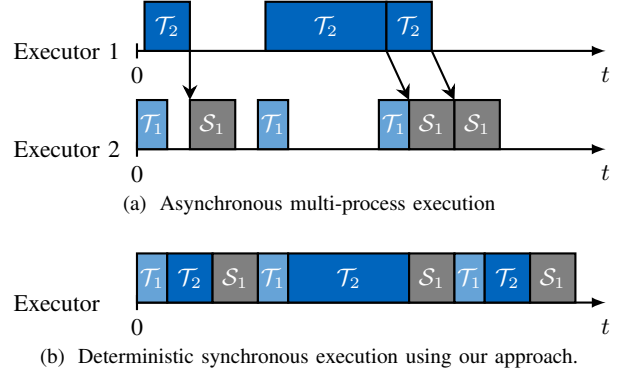 𝒯₂ 𝒯₂ 𝒯₂
Executor 1
0 t
𝒯₁ 𝒮₁ 𝒯₁ 𝒯₁ 𝒮₁ 𝒮₁
Executor 2
0 t
(a) Asynchronous multi-process execution
𝒯₁ 𝒯₂ 𝒮₁ 𝒯₁ 𝒯₂ 𝒮₁ 𝒯₁ 𝒯₂ 𝒮₁
Executor
0 t
(b) Deterministic synchronous execution using our approach.